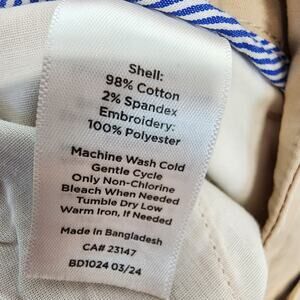 Shell:
98% Cotton
2% Spandex
Embroidery:
100% Polyester
Machine Wash Cold
Gentle Cycle
Only Non-Chlorine
Bleach When Needed
Tumble Dry Low
Warm Iron, If Needed
Made In Bangladesh
CA# 23147
BD1024 03/24